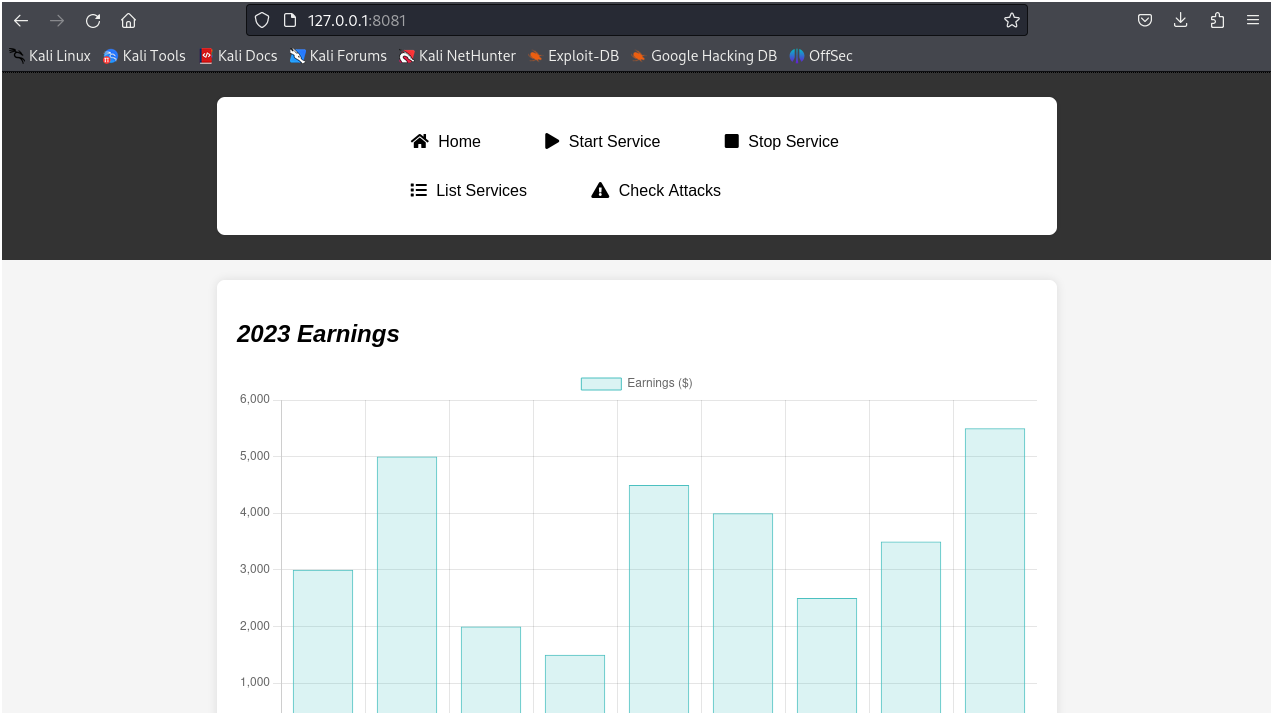 127.0.0.1:8081
Kali Linux Kali Tools Kali Docs Kali Forums Kali NetHunter Exploit-DB Google Hacking DB OffSec
Home Start Service Stop Service
List Services Check Attacks
2023 Earnings
Earnings ($)
6,000
5,000
4,000
3,000
2,000
1,000